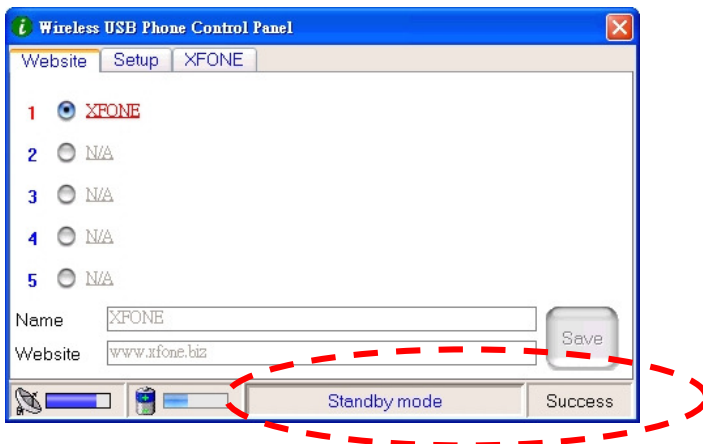 Wireless USB Phone Control Panel
Website Setup XFONE
1 XFONE
2 N/A
3 N/A
4 N/A
5 N/A
Name XFONE
Website www.xfone.biz
Save
Standby mode Success